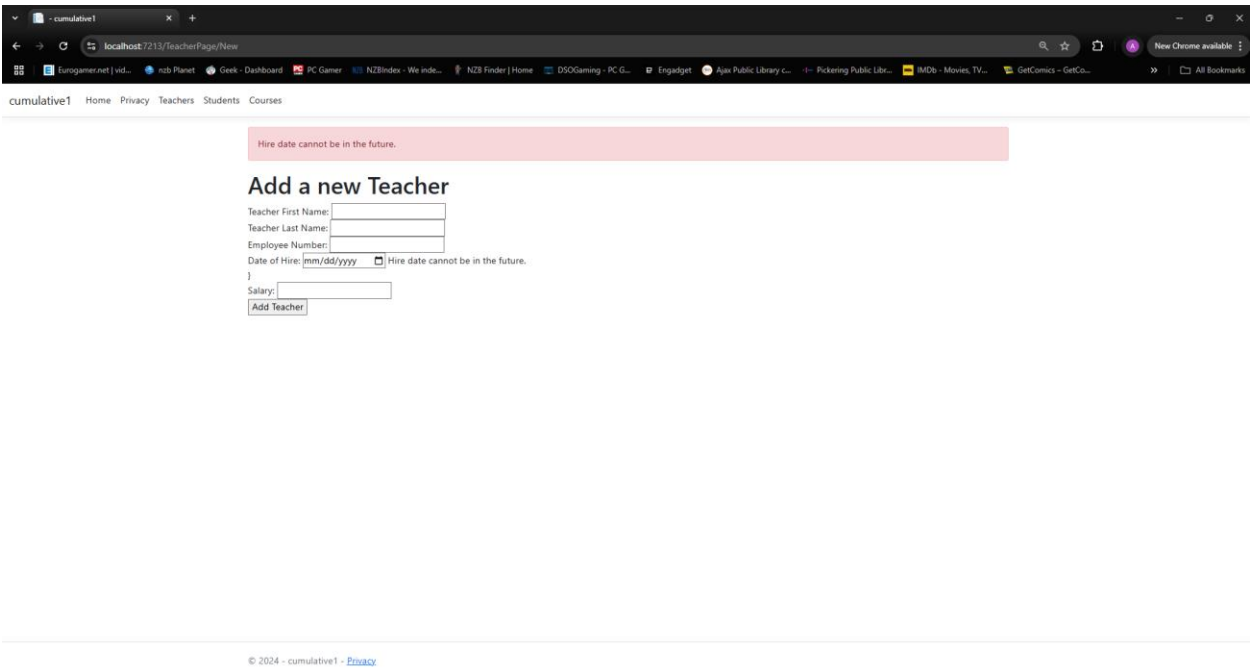 - cumulative1
localhost:7213/TeacherPage/New
New Chrome available
Eurogamer.net | vid... nzb Planet Geek - Dashboard PC Gamer NZBIndex - We inde... NZB Finder | Home DSOGaming - PC G... Engadget Ajax Public Library c... Pickering Public Libr... IMDb - Movies, TV... GetComics – GetCo... » All Bookmarks
cumulative1 Home Privacy Teachers Students Courses
Hire date cannot be in the future.
Add a new Teacher
Teacher First Name:
Teacher Last Name:
Employee Number:
Date of Hire: mm/dd/yyyy Hire date cannot be in the future.
}
Salary:
Add Teacher
© 2024 - cumulative1 - Privacy